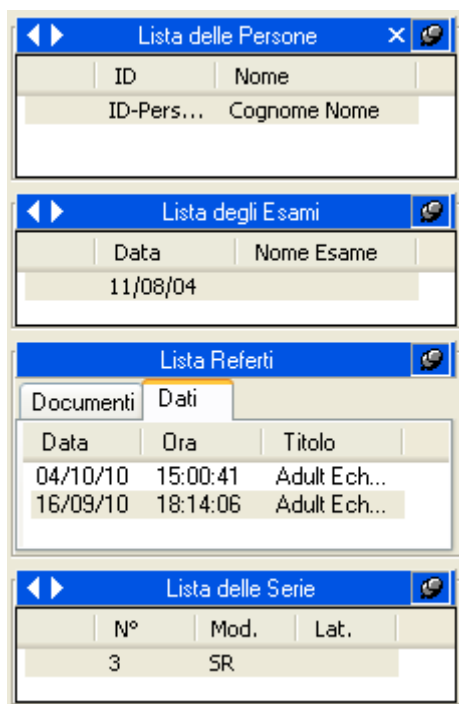 Lista delle Persone
ID Nome
ID-Pers... Cognome Nome
Lista degli Esami
Data Nome Esame
11/08/04
Lista Referti
Documenti Dati
Data Ora Titolo
04/10/10 15:00:41 Adult Ech...
16/09/10 18:14:06 Adult Ech...
Lista delle Serie
N° Mod. Lat.
3 SR